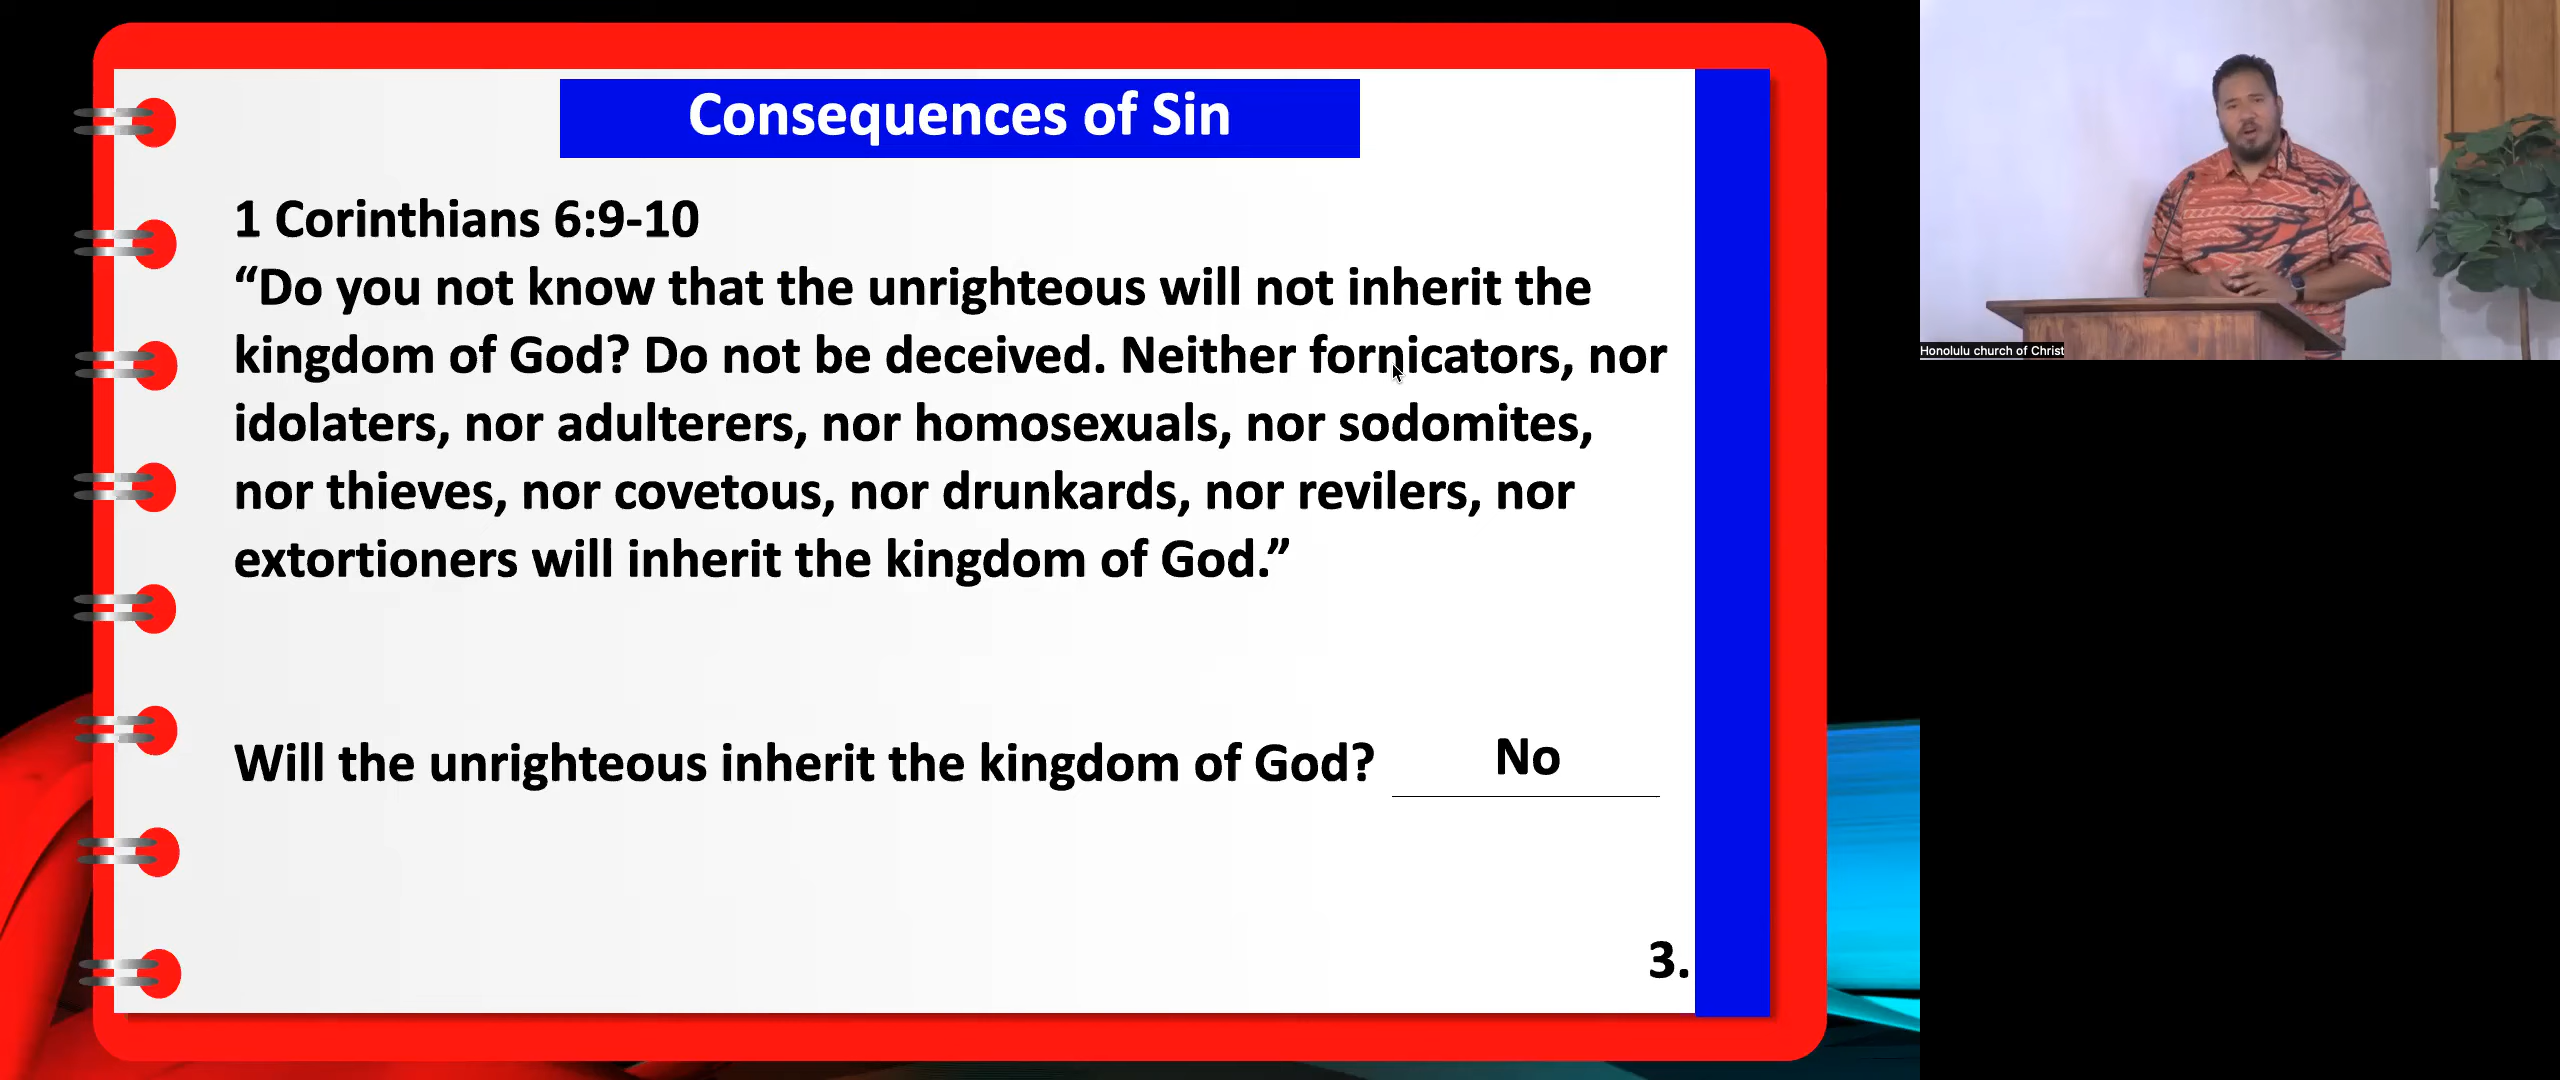 Consequences of Sin
1 Corinthians 6:9-10
“Do you not know that the unrighteous will not inherit the
kingdom of God? Do not be deceived. Neither fornicators, nor
idolaters, nor adulterers, nor homosexuals, nor sodomites,
nor thieves, nor covetous, nor drunkards, nor revilers, nor
extortioners will inherit the kingdom of God.”
Will the unrighteous inherit the kingdom of God? No
3.
Honolulu church of Christ